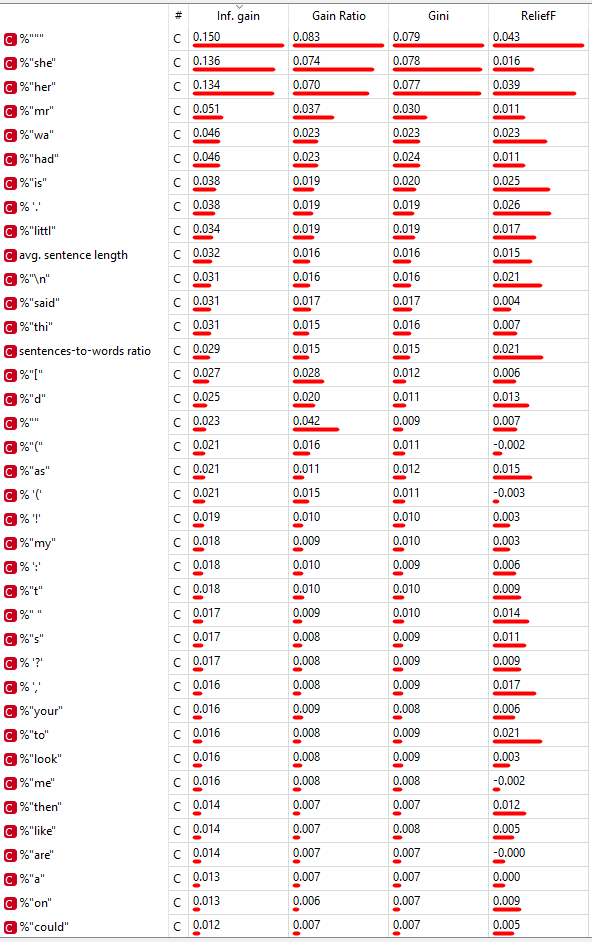 # Inf. gain Gain Ratio Gini ReliefF
C %""" C 0.150 0.083 0.079 0.043
C %"she" C 0.136 0.074 0.078 0.016
C %"her" C 0.134 0.070 0.077 0.039
C %"mr" C 0.051 0.037 0.030 0.011
C %"wa" C 0.046 0.023 0.023 0.023
C %"had" C 0.046 0.023 0.024 0.011
C %"is" C 0.038 0.019 0.020 0.025
C % '.' C 0.038 0.019 0.019 0.026
C %"littl" C 0.034 0.019 0.019 0.017
C avg. sentence length C 0.032 0.016 0.016 0.015
C %"\n" C 0.031 0.016 0.016 0.021
C %"said" C 0.031 0.017 0.017 0.004
C %"thi" C 0.031 0.015 0.016 0.007
C sentences-to-words ratio C 0.029 0.015 0.015 0.021
C %"[" C 0.027 0.028 0.012 0.006
C %"d" C 0.025 0.020 0.011 0.013
C %"" C 0.023 0.042 0.009 0.007
C %"(" C 0.021 0.016 0.011 -0.002
C %"as" C 0.021 0.011 0.012 0.015
C % '(' C 0.021 0.015 0.011 -0.003
C % '!' C 0.019 0.010 0.010 0.003
C %"my" C 0.018 0.009 0.010 0.003
C % ':' C 0.018 0.010 0.009 0.006
C %"t" C 0.018 0.010 0.010 0.009
C %" " C 0.017 0.009 0.010 0.014
C %"s" C 0.017 0.008 0.009 0.011
C % '?' C 0.017 0.008 0.009 0.009
C % ',' C 0.016 0.008 0.009 0.017
C %"your" C 0.016 0.009 0.008 0.006
C %"to" C 0.016 0.008 0.009 0.021
C %"look" C 0.016 0.008 0.009 0.003
C %"me" C 0.016 0.008 0.008 -0.002
C %"then" C 0.014 0.007 0.007 0.012
C %"like" C 0.014 0.007 0.008 0.005
C %"are" C 0.014 0.007 0.007 -0.000
C %"a" C 0.013 0.007 0.007 0.000
C %"on" C 0.013 0.006 0.007 0.009
C %"could" C 0.012 0.007 0.007 0.005